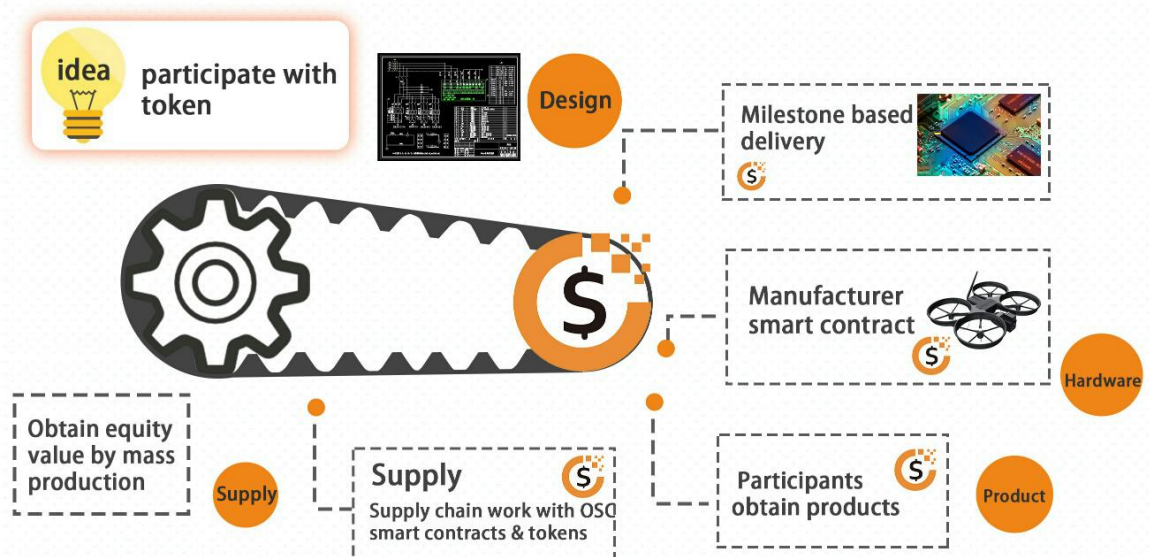 idea
participate with
token
Design
Milestone based
delivery
$
$
Manufacturer
smart contract
$
Hardware
Obtain equity
value by mass
production
Supply
Supply
$
Supply chain work with OSC
smart contracts & tokens
Participants
obtain products
$
Product